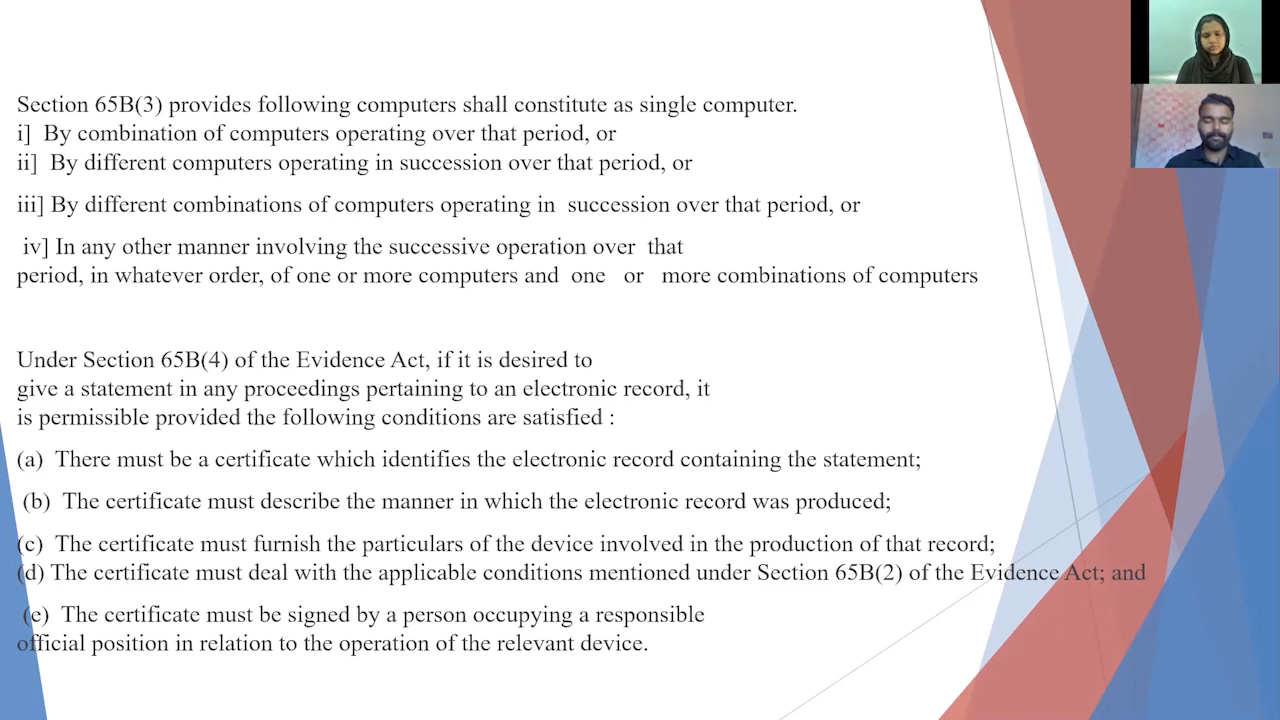 Section 65B(3) provides following computers shall constitute as single computer.
i]  By combination of computers operating over that period, or
ii]  By different computers operating in succession over that period, or
iii] By different combinations of computers operating in  succession over that period, or
iv] In any other manner involving the successive operation over  that
period, in whatever order, of one or more computers and  one   or   more combinations of computers
Under Section 65B(4) of the Evidence Act, if it is desired to
give a statement in any proceedings pertaining to an electronic record, it
is permissible provided the following conditions are satisfied :
(a)  There must be a certificate which identifies the electronic record containing the statement;
(b)  The certificate must describe the manner in which the electronic record was produced;
(c)  The certificate must furnish the particulars of the device involved in the production of that record;
(d) The certificate must deal with the applicable conditions mentioned under Section 65B(2) of the Evidence Act; and
(e)  The certificate must be signed by a person occupying a responsible
official position in relation to the operation of the relevant device.